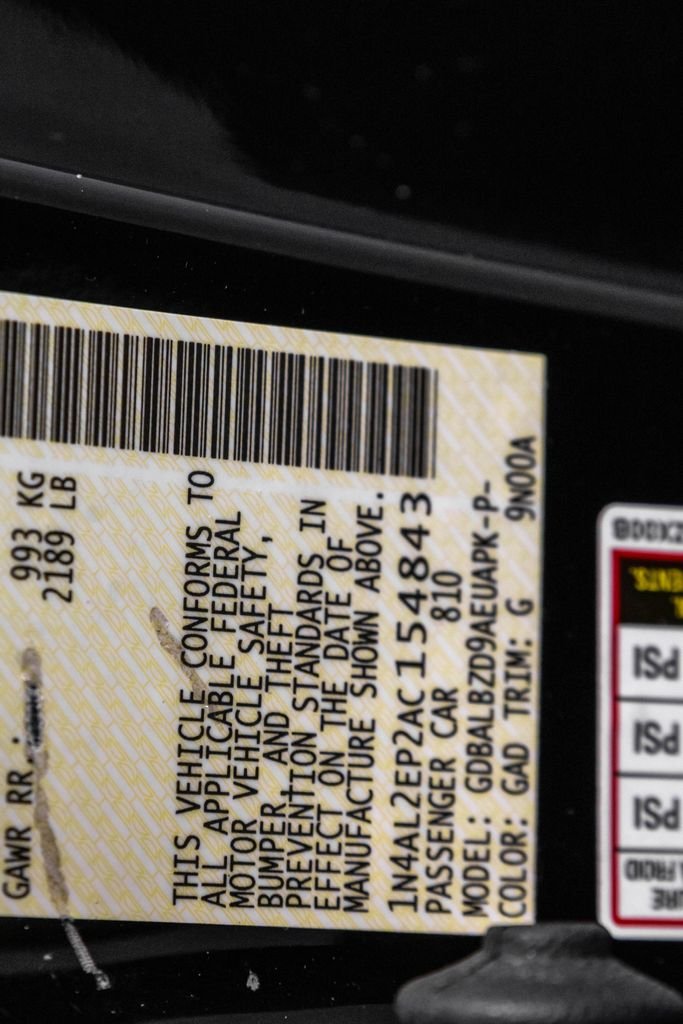 GAWR RR: 993 KG
2189 LB
THIS VEHICLE CONFORMS TO
ALL APPLICABLE FEDERAL
MOTOR VEHICLE SAFETY,
BUMPER, AND THEFT
PREVENTION STANDARDS IN
EFFECT ON THE DATE OF
MANUFACTURE SHOWN ABOVE.
1N4AL2EP2AC154843
PASSENGER CAR 810
MODEL: GDBALBZD9AEUAPK-P-
COLOR: GAD TRIM: G 9N00A
PSI
PSI
PSI